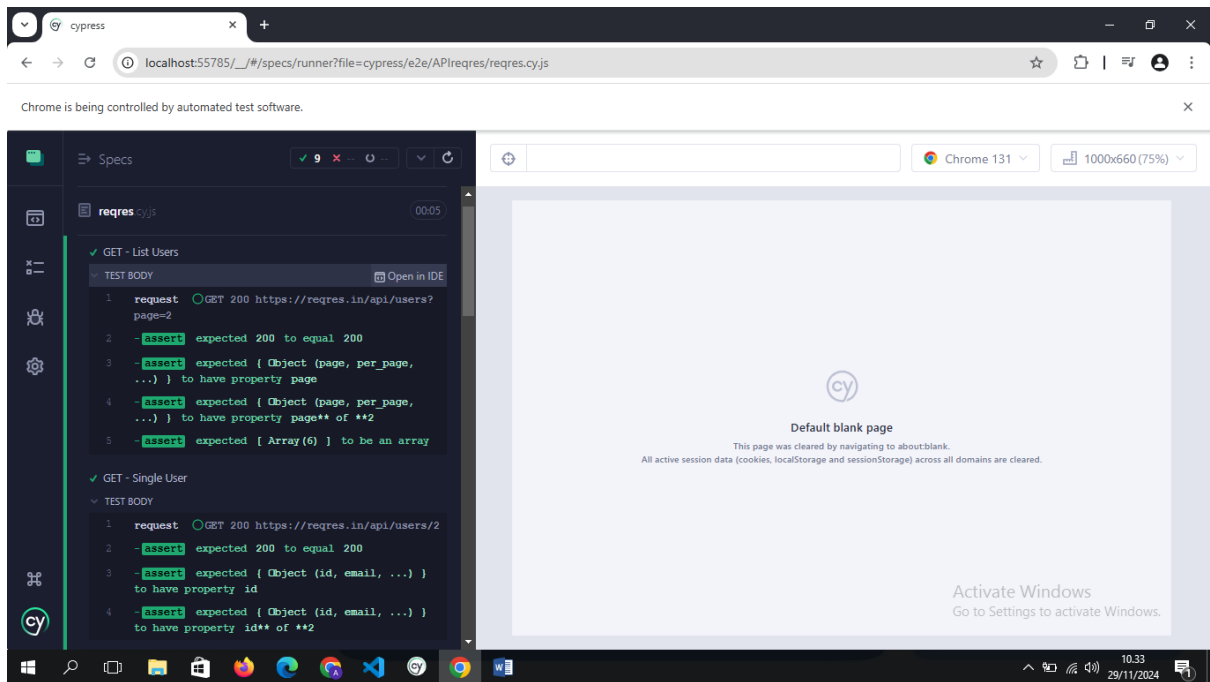 cypress
localhost:55785/__/#/specs/runner?file=cypress/e2e/APIreqres/reqres.cy.js
Chrome is being controlled by automated test software.
Specs
9 -- --
Chrome 131
1000x660 (75%)
reqres.cy.js
00:05
GET - List Users
TEST BODY
Open in IDE
1 request GET 200 https://reqres.in/api/users?
page=2
2 -assert expected 200 to equal 200
3 -assert expected { Object (page, per_page,
...) } to have property page
4 -assert expected { Object (page, per_page,
...) } to have property page** of **2
5 -assert expected [ Array(6) ] to be an array
GET - Single User
TEST BODY
1 request GET 200 https://reqres.in/api/users/2
2 -assert expected 200 to equal 200
3 -assert expected { Object (id, email, ...) }
to have property id
4 -assert expected { Object (id, email, ...) }
to have property id** of **2
cy
Default blank page
This page was cleared by navigating to about:blank.
All active session data (cookies, localStorage and sessionStorage) across all domains are cleared.
Activate Windows
Go to Settings to activate Windows.
cy
10.33
29/11/2024
1